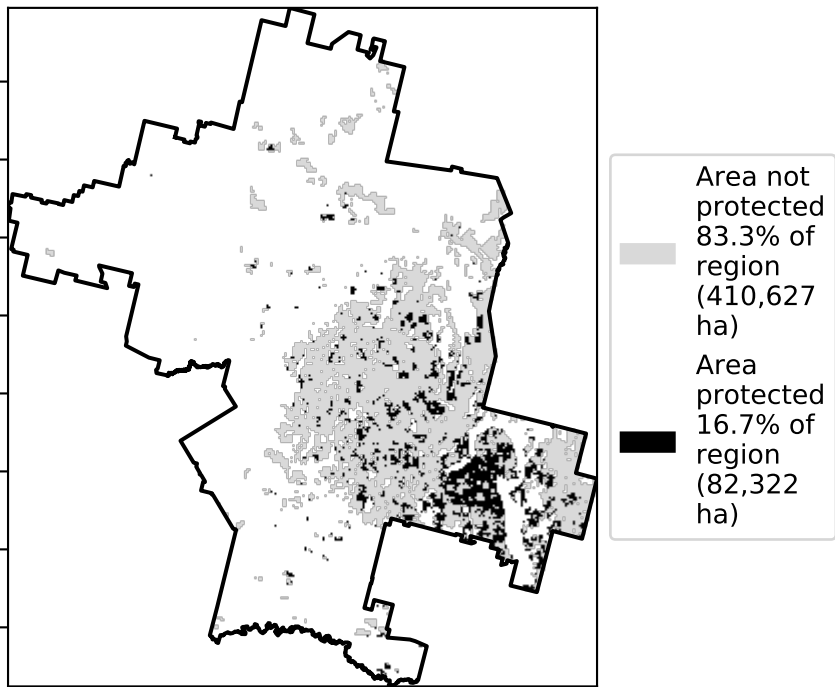 Area not
protected
83.3% of
region
(410,627
ha)
Area
protected
16.7% of
region
(82,322
ha)